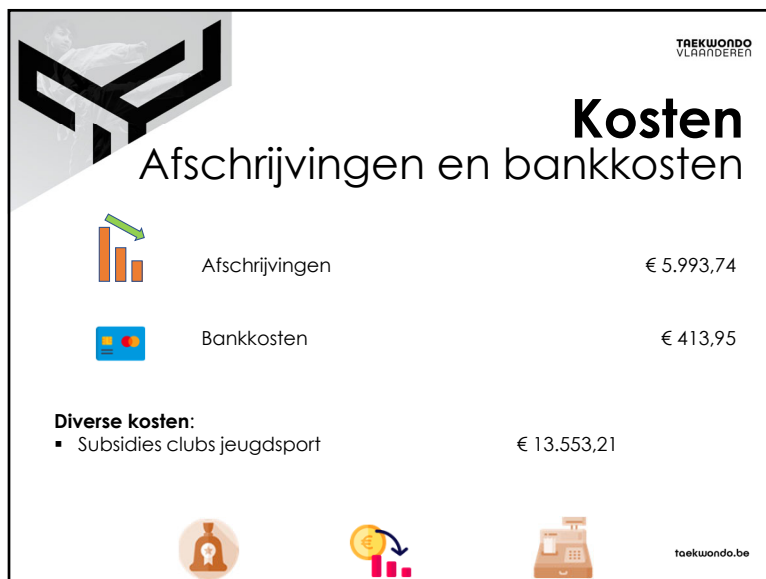 TAEKWONDO
VLAANDEREN
Kosten
Afschrijvingen en bankkosten
Afschrijvingen € 5.993,74
Bankkosten € 413,95
Diverse kosten:
▪ Subsidies clubs jeugdsport € 13.553,21
taekwondo.be